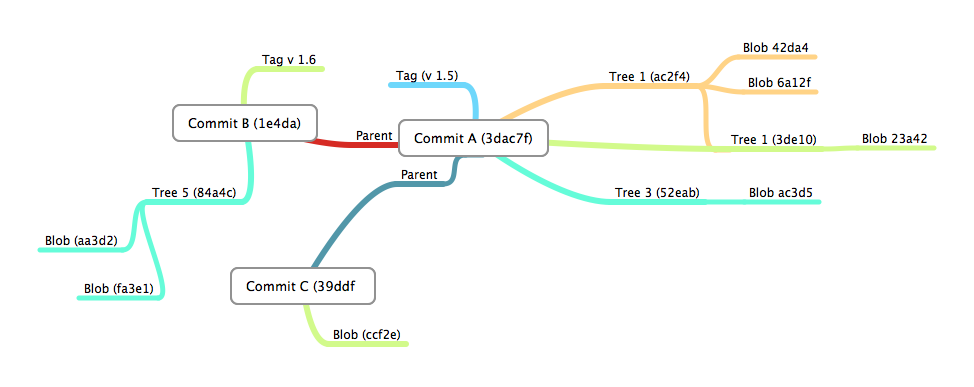 Blob 42da4
Tag v 1.6
Tag (v 1.5)
Tree 1 (ac2f4)
Blob 6a12f
Commit B (1e4da)
Parent
Commit A (3dac7f)
Tree 1 (3de10)
Blob 23a42
Parent
Tree 5 (84a4c)
Tree 3 (52eab)
Blob ac3d5
Blob (aa3d2)
Blob (fa3e1)
Commit C (39ddf
Blob (ccf2e)